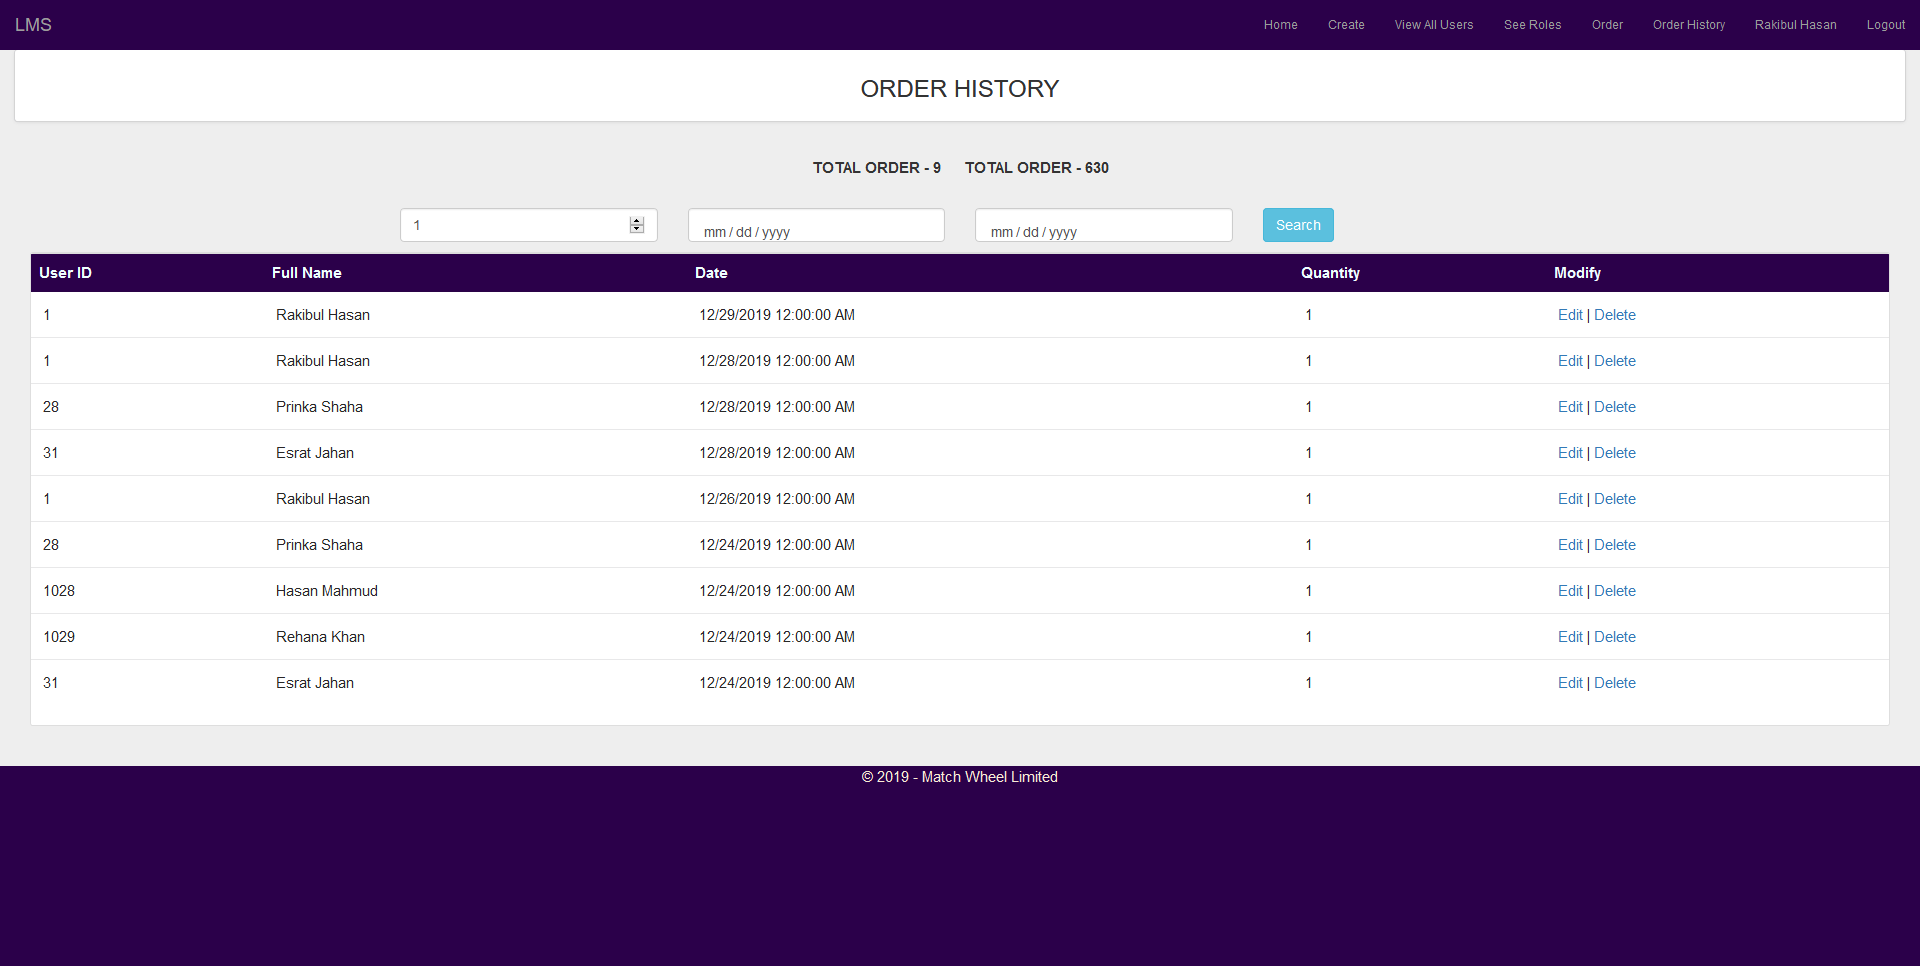 LMS Home Create View All Users See Roles Order Order History Rakibul Hasan Logout
ORDER HISTORY
TOTAL ORDER - 9 TOTAL ORDER - 630
1 mm / dd / yyyy mm / dd / yyyy Search
User ID Full Name Date Quantity Modify
1 Rakibul Hasan 12/29/2019 12:00:00 AM 1 Edit | Delete
1 Rakibul Hasan 12/28/2019 12:00:00 AM 1 Edit | Delete
28 Prinka Shaha 12/28/2019 12:00:00 AM 1 Edit | Delete
31 Esrat Jahan 12/28/2019 12:00:00 AM 1 Edit | Delete
1 Rakibul Hasan 12/26/2019 12:00:00 AM 1 Edit | Delete
28 Prinka Shaha 12/24/2019 12:00:00 AM 1 Edit | Delete
1028 Hasan Mahmud 12/24/2019 12:00:00 AM 1 Edit | Delete
1029 Rehana Khan 12/24/2019 12:00:00 AM 1 Edit | Delete
31 Esrat Jahan 12/24/2019 12:00:00 AM 1 Edit | Delete
© 2019 - Match Wheel Limited